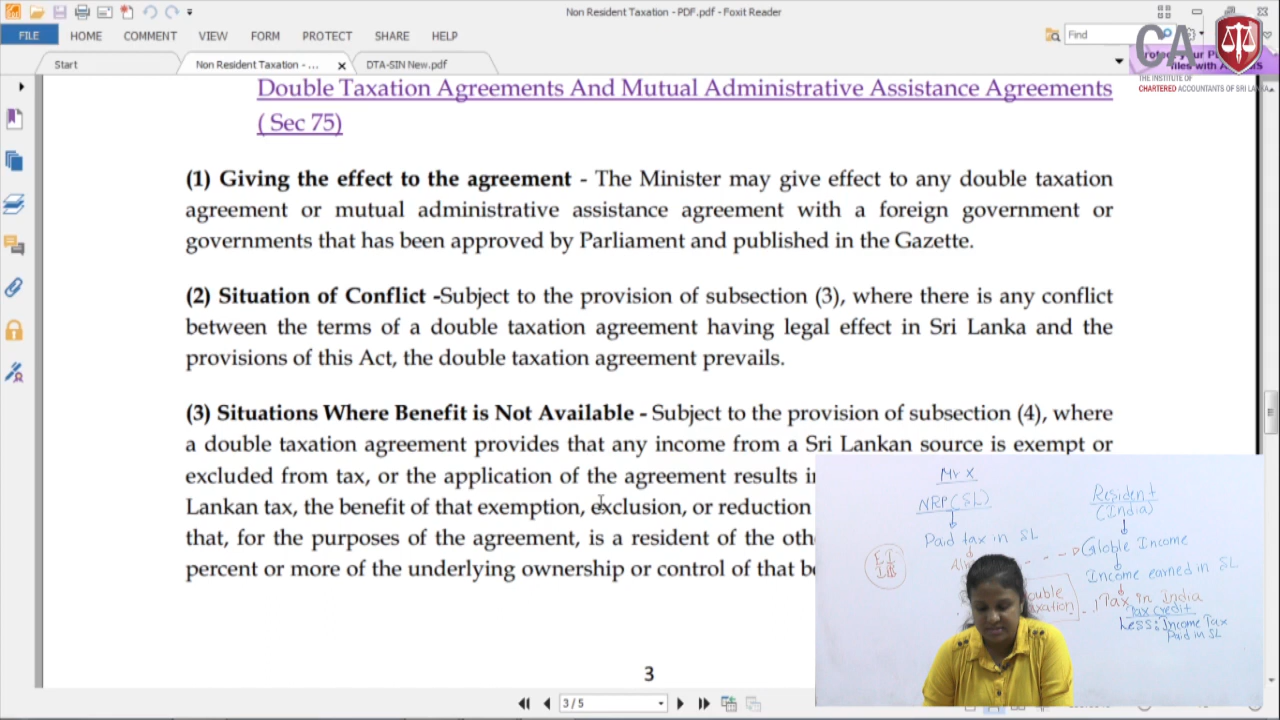 Non Resident Taxation - PDF.pdf - Foxit Reader
FILE HOME COMMENT VIEW FORM PROTECT SHARE HELP
Find
CA
THE INSTITUTE OF
CHARTERED ACCOUNTANTS OF SRI LANKA
Start Non Resident Taxation - ... DTA-SIN New.pdf
Double Taxation Agreements And Mutual Administrative Assistance Agreements
( Sec 75)
(1) Giving the effect to the agreement - The Minister may give effect to any double taxation
agreement or mutual administrative assistance agreement with a foreign government or
governments that has been approved by Parliament and published in the Gazette.
(2) Situation of Conflict -Subject to the provision of subsection (3), where there is any conflict
between the terms of a double taxation agreement having legal effect in Sri Lanka and the
provisions of this Act, the double taxation agreement prevails.
(3) Situations Where Benefit is Not Available - Subject to the provision of subsection (4), where
a double taxation agreement provides that any income from a Sri Lankan source is exempt or
excluded from tax, or the application of the agreement results
Lankan tax, the benefit of that exemption, exclusion, or reduction
that, for the purposes of the agreement, is a resident of the
percent or more of the underlying ownership or control of that
3
3 / 5
Mr X
NRP (SL)
Paid tax in SL
Resident
(India)
Globle Income
Income earned in SL
Tax in India
Tax Credit
Less: Income Tax
Paid in SL